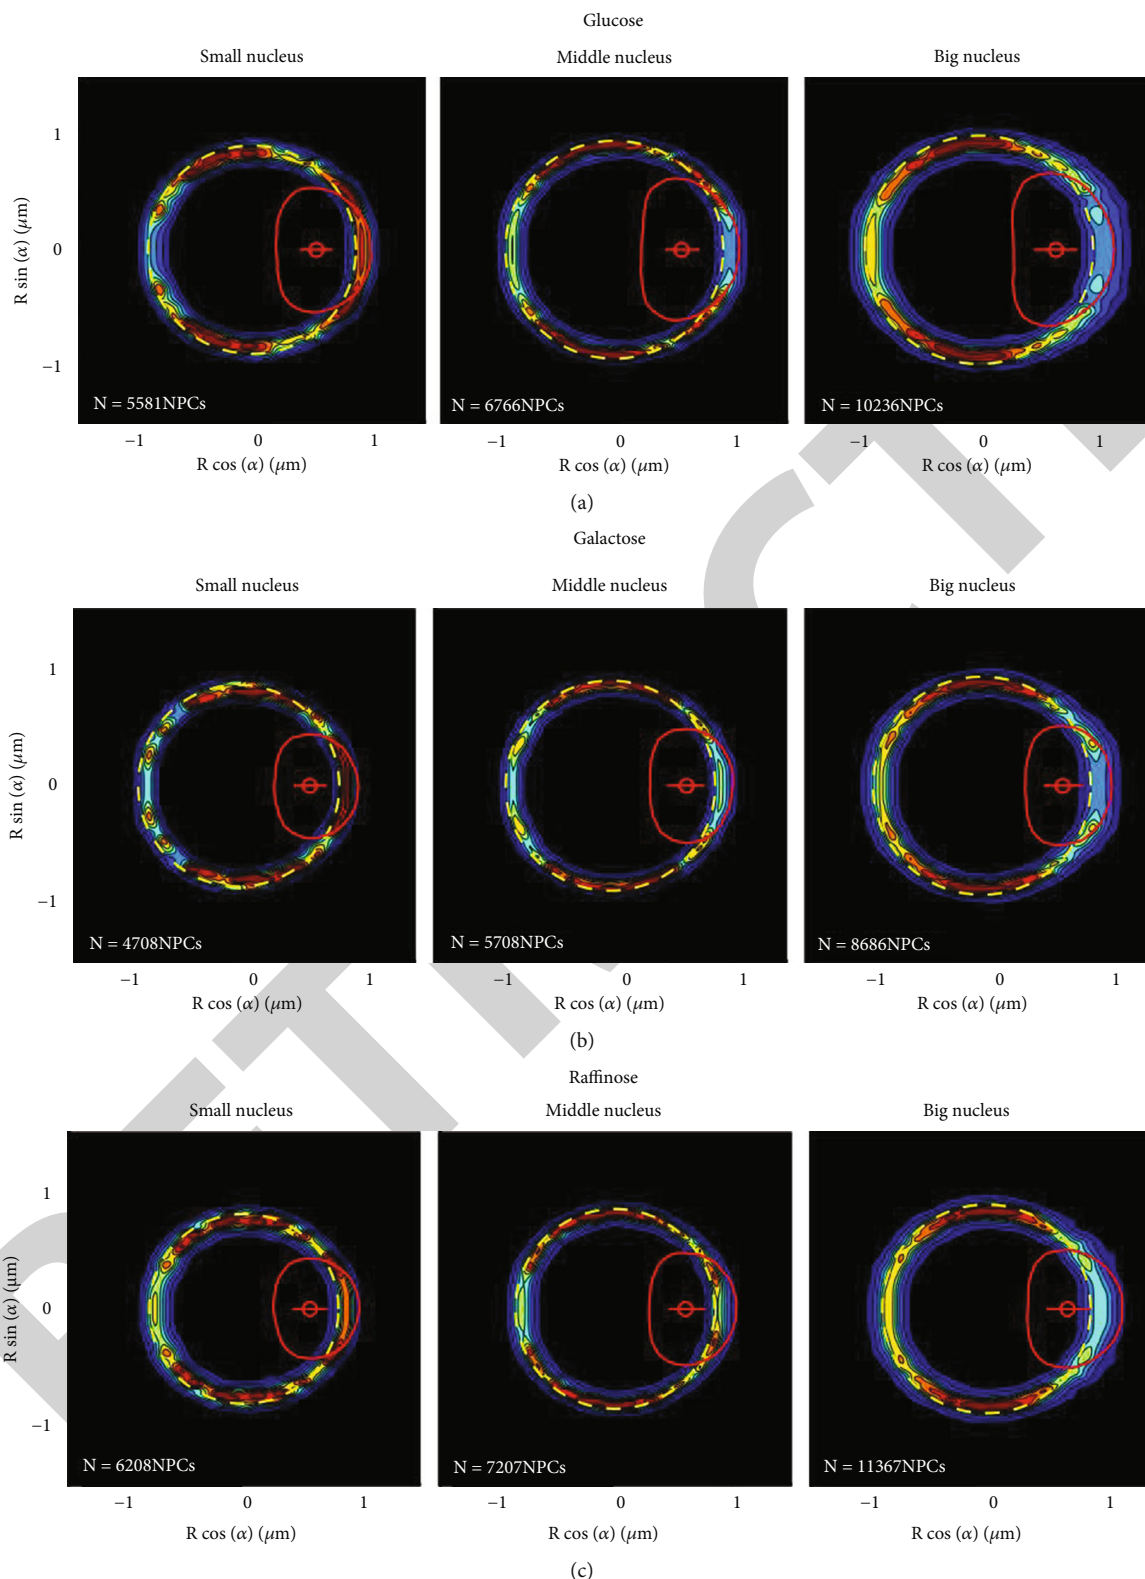 Glucose
Small nucleus Middle nucleus Big nucleus
R sin (α) (μm)
1
0
−1
N = 5581NPCs N = 6766NPCs N = 10236NPCs
−1 0 1 −1 0 1 −1 0 1
R cos (α) (μm) R cos (α) (μm) R cos (α) (μm)
(a)
Galactose
Small nucleus Middle nucleus Big nucleus
R sin (α) (μm)
1
0
−1
N = 4708NPCs N = 5708NPCs N = 8686NPCs
−1 0 1 −1 0 1 −1 0 1
R cos (α) (μm) R cos (α) (μm) R cos (α) (μm)
(b)
Raffinose
Small nucleus Middle nucleus Big nucleus
R sin (α) (μm)
1
0
−1
N = 6208NPCs N = 7207NPCs N = 11367NPCs
−1 0 1 −1 0 1 −1 0 1
R cos (α) (μm) R cos (α) (μm) R cos (α) (μm)
(c)